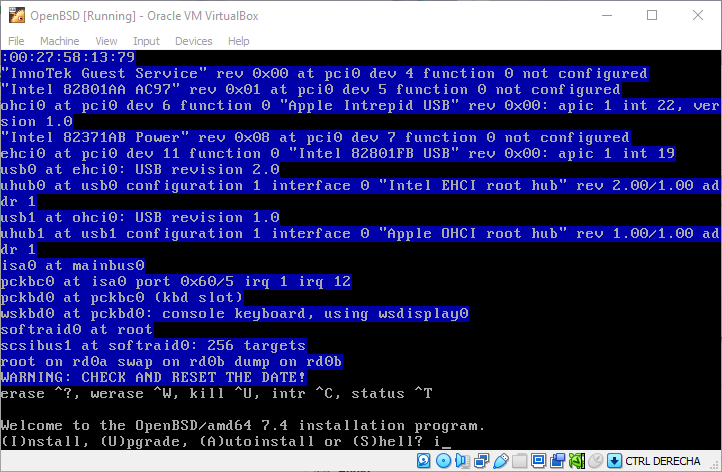 OpenBSD [Running] - Oracle VM VirtualBox
File Machine View Input Devices Help
:00:27:58:13:79
"InnoTek Guest Service" rev 0x00 at pci0 dev 4 function 0 not configured
"Intel 82801AA AC97" rev 0x01 at pci0 dev 5 function 0 not configured
ohci0 at pci0 dev 6 function 0 "Apple Intrepid USB" rev 0x00: apic 1 int 22, ver
sion 1.0
"Intel 82371AB Power" rev 0x08 at pci0 dev 7 function 0 not configured
ehci0 at pci0 dev 11 function 0 "Intel 82801FB USB" rev 0x00: apic 1 int 19
usb0 at ehci0: USB revision 2.0
uhub0 at usb0 configuration 1 interface 0 "Intel EHCI root hub" rev 2.00/1.00 ad
dr 1
usb1 at ohci0: USB revision 1.0
uhub1 at usb1 configuration 1 interface 0 "Apple OHCI root hub" rev 1.00/1.00 ad
dr 1
isa0 at mainbus0
pckbc0 at isa0 port 0x60/5 irq 1 irq 12
pckbd0 at pckbc0 (kbd slot)
wskbd0 at pckbd0: console keyboard, using wsdisplay0
softraid0 at root
scsibus1 at softraid0: 256 targets
root on rd0a swap on rd0b dump on rd0b
WARNING: CHECK AND RESET THE DATE!
erase ^?, werase ^W, kill ^U, intr ^C, status ^T
Welcome to the OpenBSD/amd64 7.4 installation program.
(I)nstall, (U)pgrade, (A)utoinstall or (S)hell? i_
CTRL DERECHA